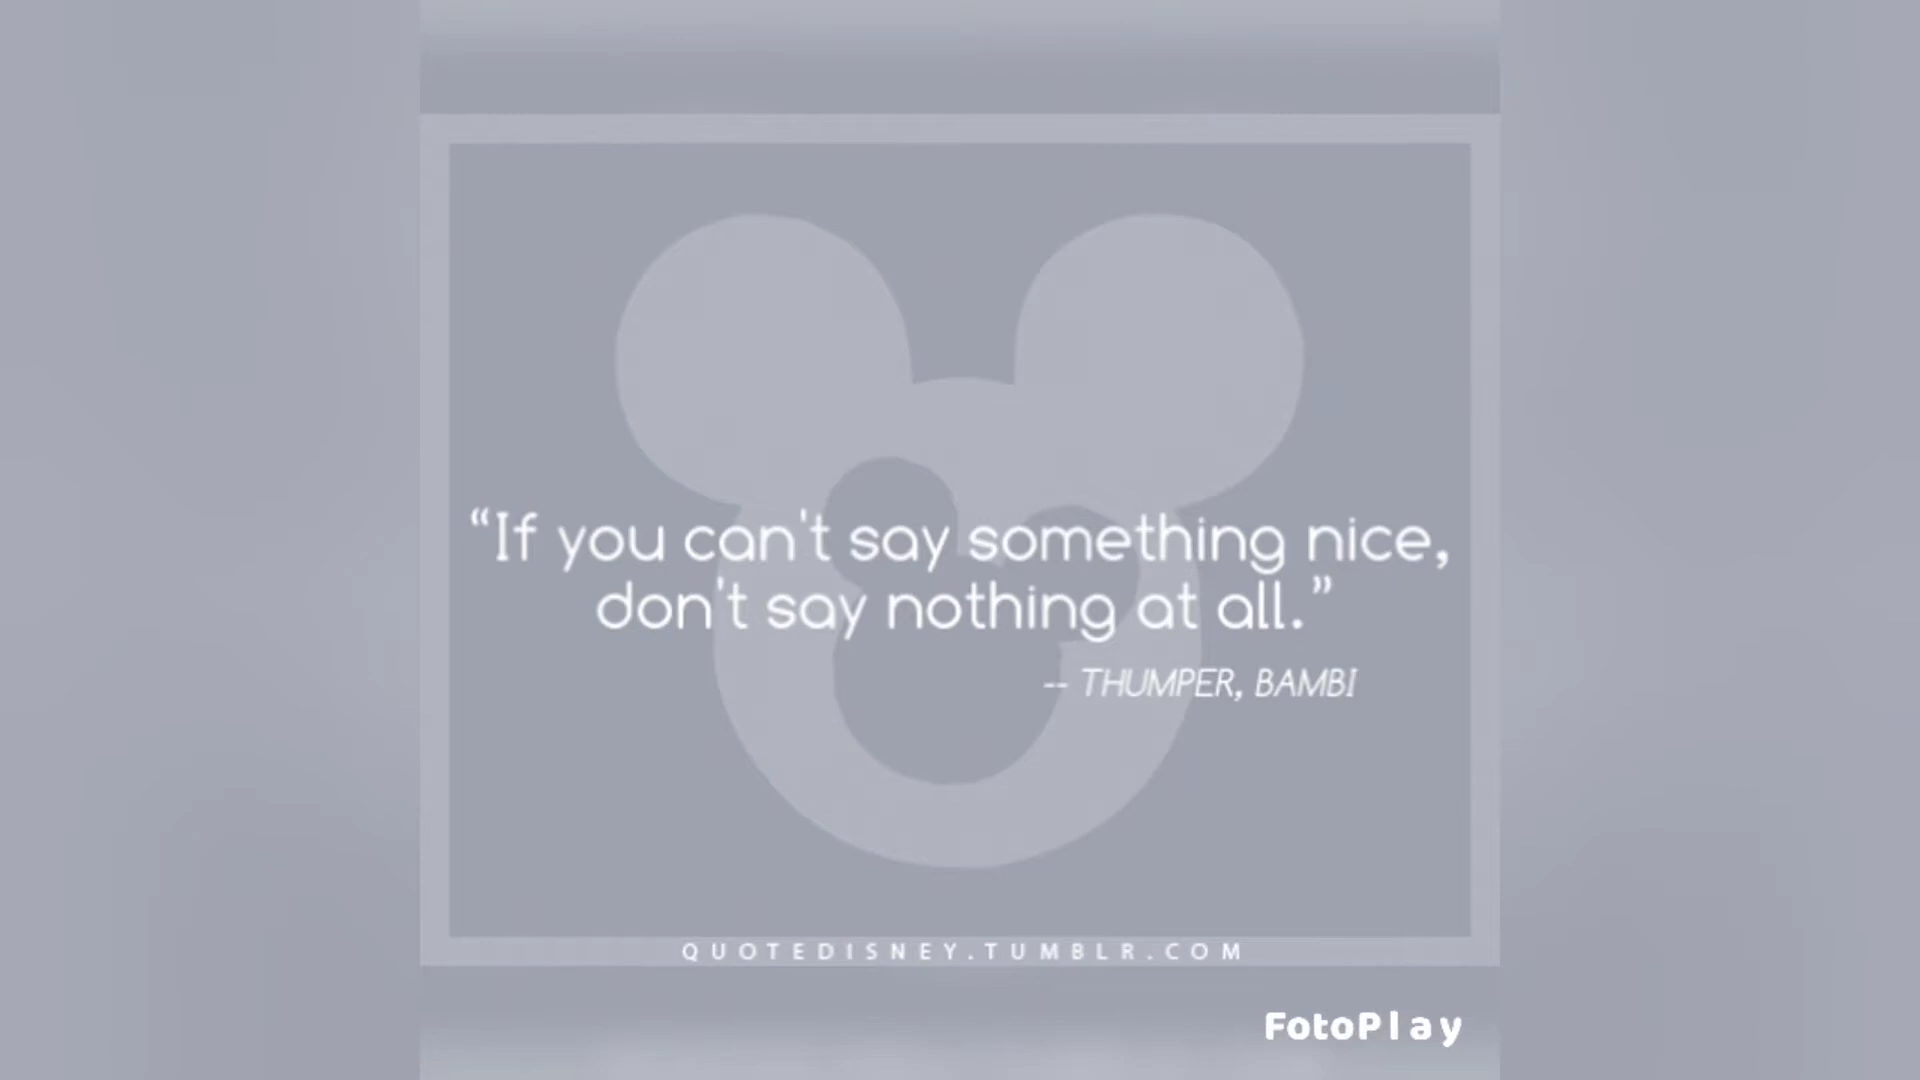 “If you can't say something nice,
don't say nothing at all.”
-- THUMPER, BAMBI
QUOTEDISNEY.TUMBLR.COM
FotoPlay